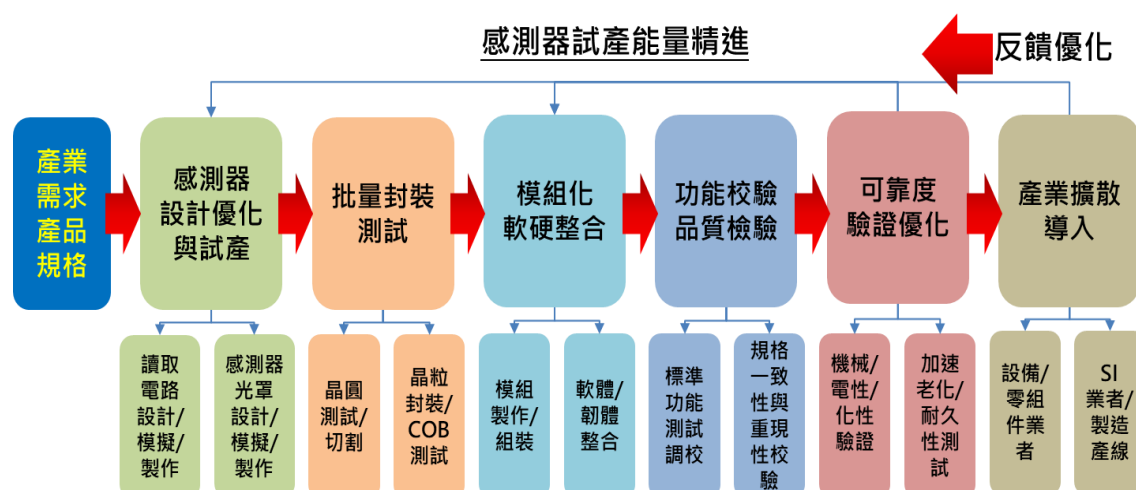 感測器試產能量精進
反饋優化
產業
需求
產品
規格
感測器
設計優化
與試產
批量封裝
測試
模組化
軟硬整合
功能校驗
品質檢驗
可靠度
驗證優化
產業擴散
導入
讀取
電路
設計/
模擬/
製作
感測器
光罩
設計/
模擬/
製作
晶圓
測試/
切割
晶粒
封裝/
COB
測試
模組
製作/
組裝
軟體/
韌體
整合
標準
功能
測試
調校
規格
一致
性與
重現
性校
驗
機械/
電性/
化性
驗證
加速
老化/
耐久
性測
試
設備/
零組
件業
者
SI
業者/
製造
產線